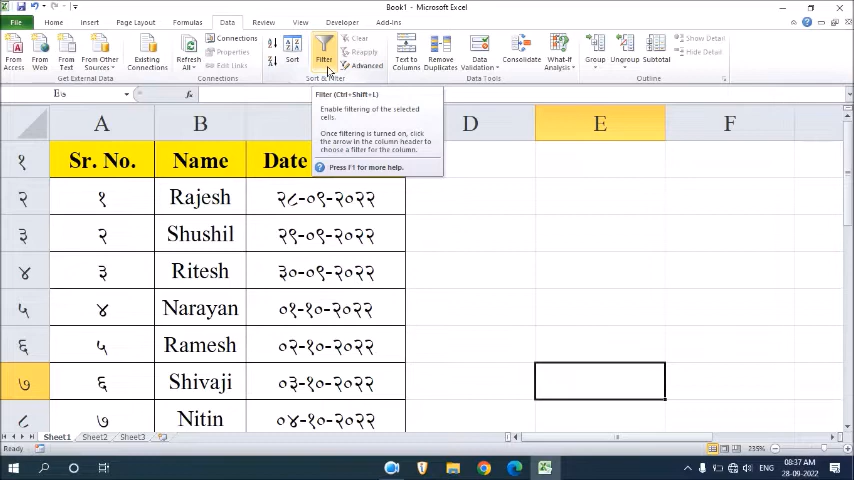 Book1 - Microsoft Excel
File Home Insert Page Layout Formulas Data Review View Developer Add-Ins
From Access
From Web
From Text
From Other Sources
Get External Data
Refresh All
Connections
Properties
Edit Links
Connections
Sort
Filter
Clear
Reapply
Advanced
Sort & Filter
Text to Columns
Remove Duplicates
Data Validation
Consolidate
What-If Analysis
Data Tools
Group
Ungroup
Subtotal
Show Detail
Hide Detail
Outline
E७
fx
Filter (Ctrl+Shift+L)
Enable filtering of the selected
cells.
Once filtering is turned on, click
the arrow in the column header to
choose a filter for the column.
Press F1 for more help.
A B D E F
१ Sr. No. Name Date
२ १ Rajesh २८-०९-२०२२
३ २ Shushil २९-०९-२०२२
४ ३ Ritesh ३०-०९-२०२२
५ ४ Narayan ०१-१०-२०२२
६ ५ Ramesh ०२-१०-२०२२
७ ६ Shivaji ०३-१०-२०२२
८ ७ Nitin ०४-१०-२०२२
Sheet1 Sheet2 Sheet3
Ready 235%
ENG 08:37 AM
28-09-2022